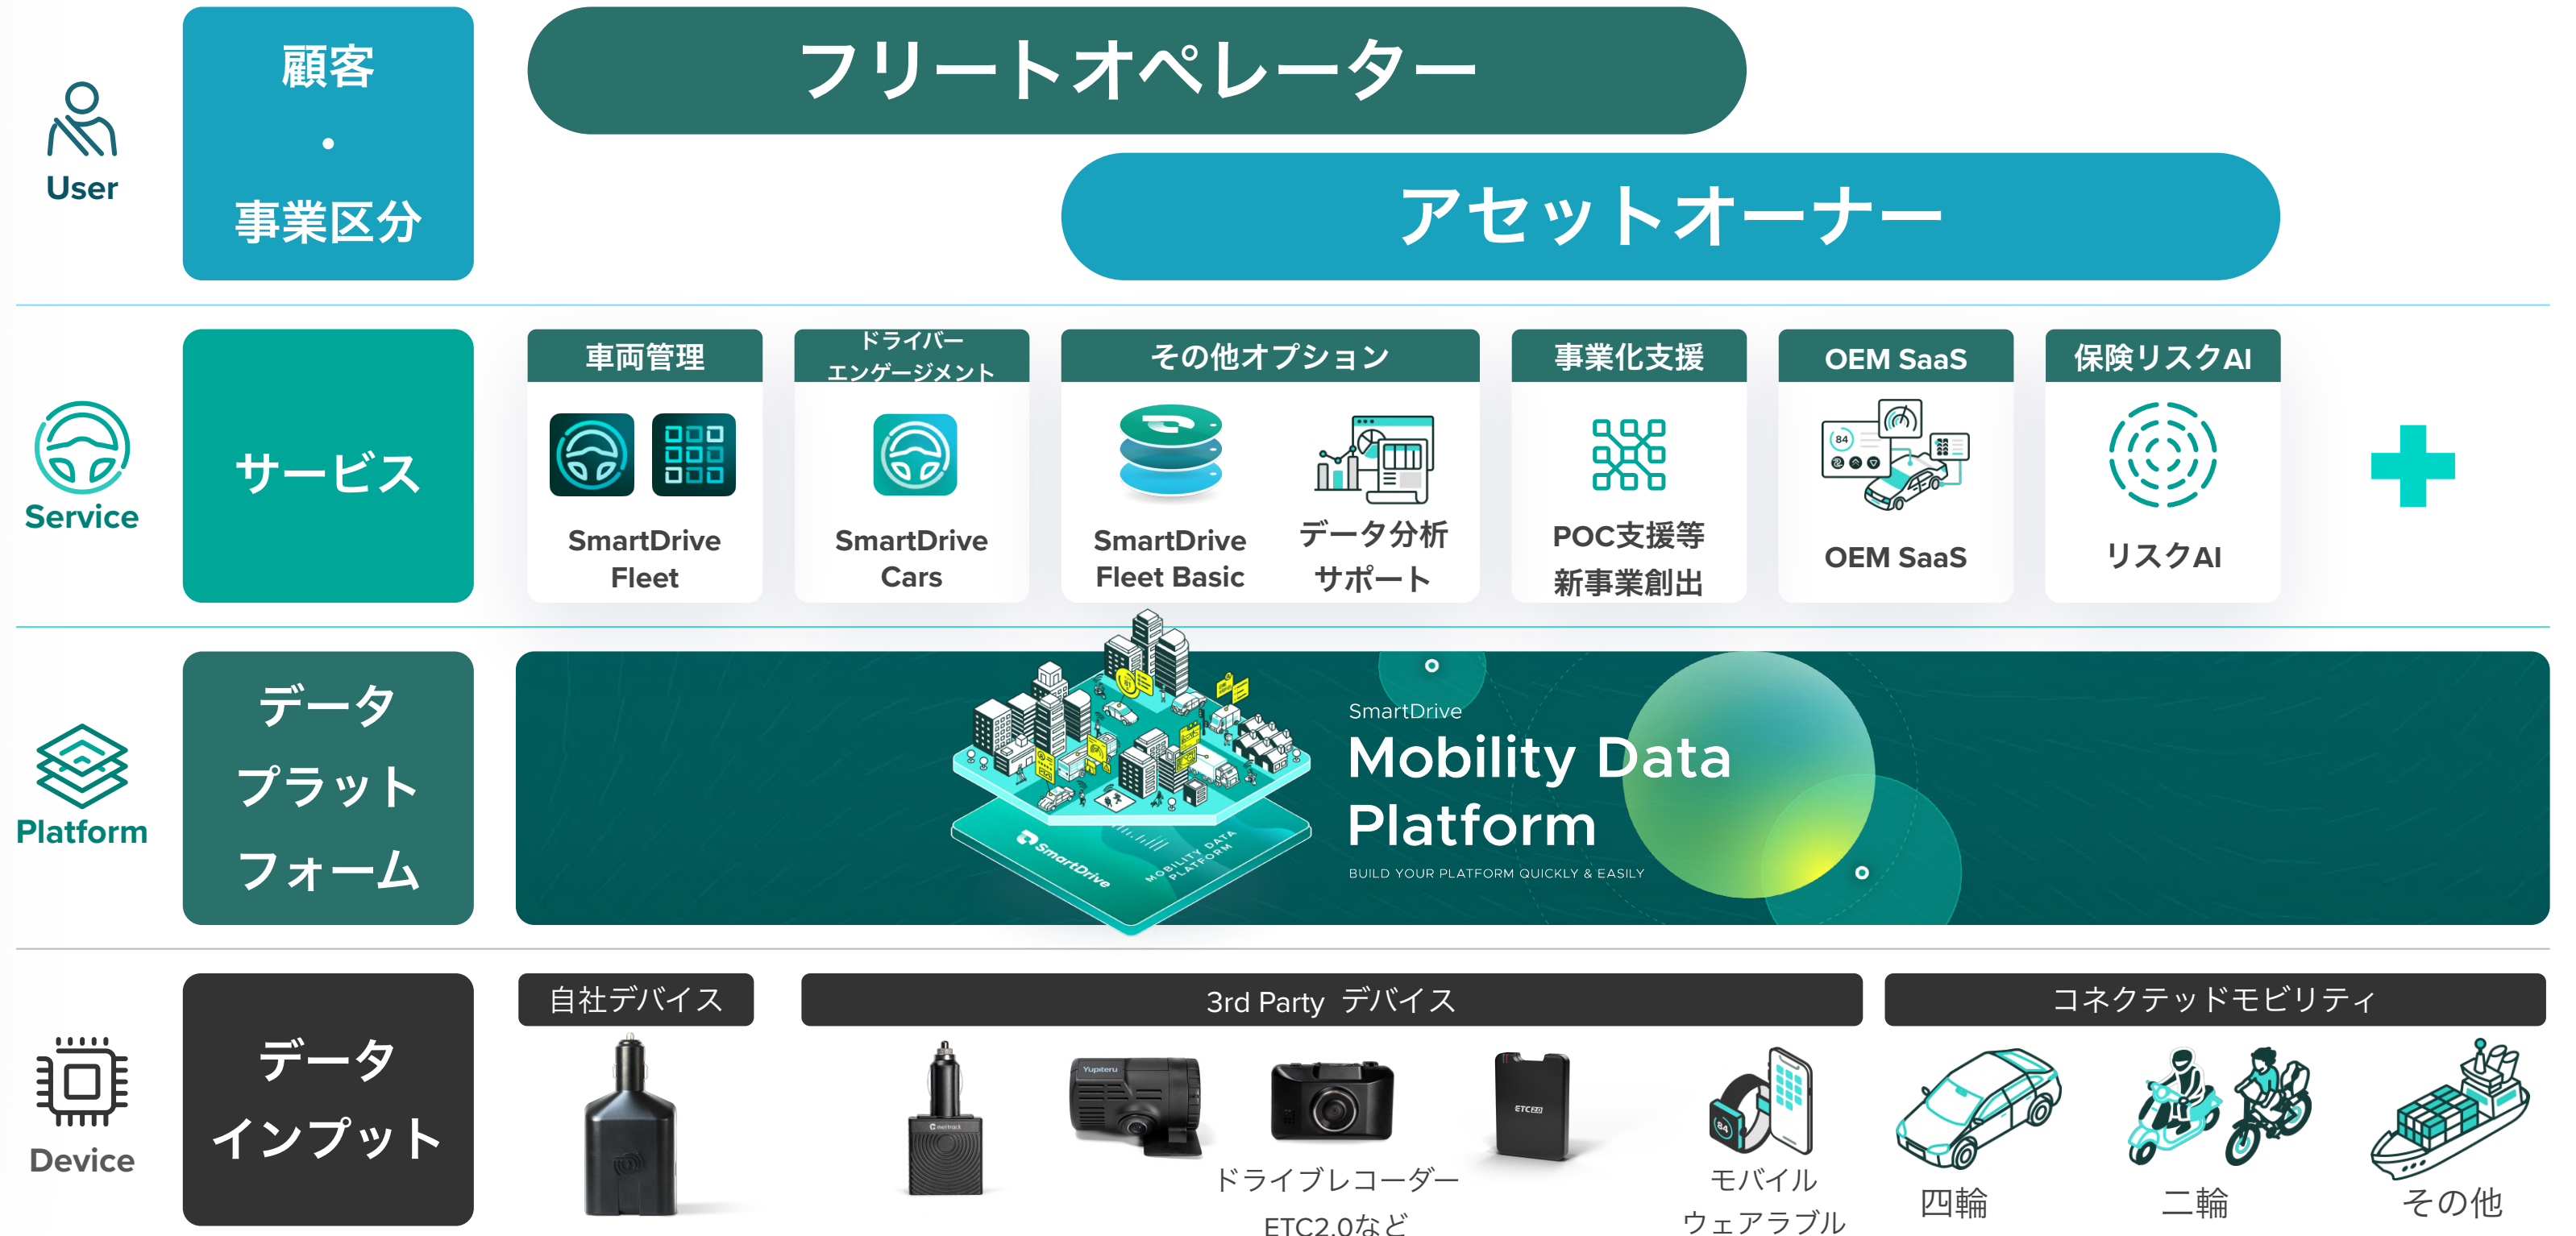 顧客
・
事業区分
User
フリートオペレーター
アセットオーナー
Service
サービス
車両管理
SmartDrive
Fleet
ドライバー
エンゲージメント
SmartDrive
Cars
その他オプション
SmartDrive
Fleet Basic
データ分析
サポート
事業化支援
POC支援等
新事業創出
OEM SaaS
84
OEM SaaS
保険リスクAI
リスクAI
Platform
データ
プラット
フォーム
SmartDrive
MOBILITY DATA
PLATFORM
SmartDrive
Mobility Data
Platform
BUILD YOUR PLATFORM QUICKLY & EASILY
Device
データ
インプット
自社デバイス
3rd Party デバイス
Yupiteru
ETC2.0
84
ドライブレコーダー
ETC2.0など
モバイル
ウェアラブル
コネクテッドモビリティ
四輪
二輪
その他